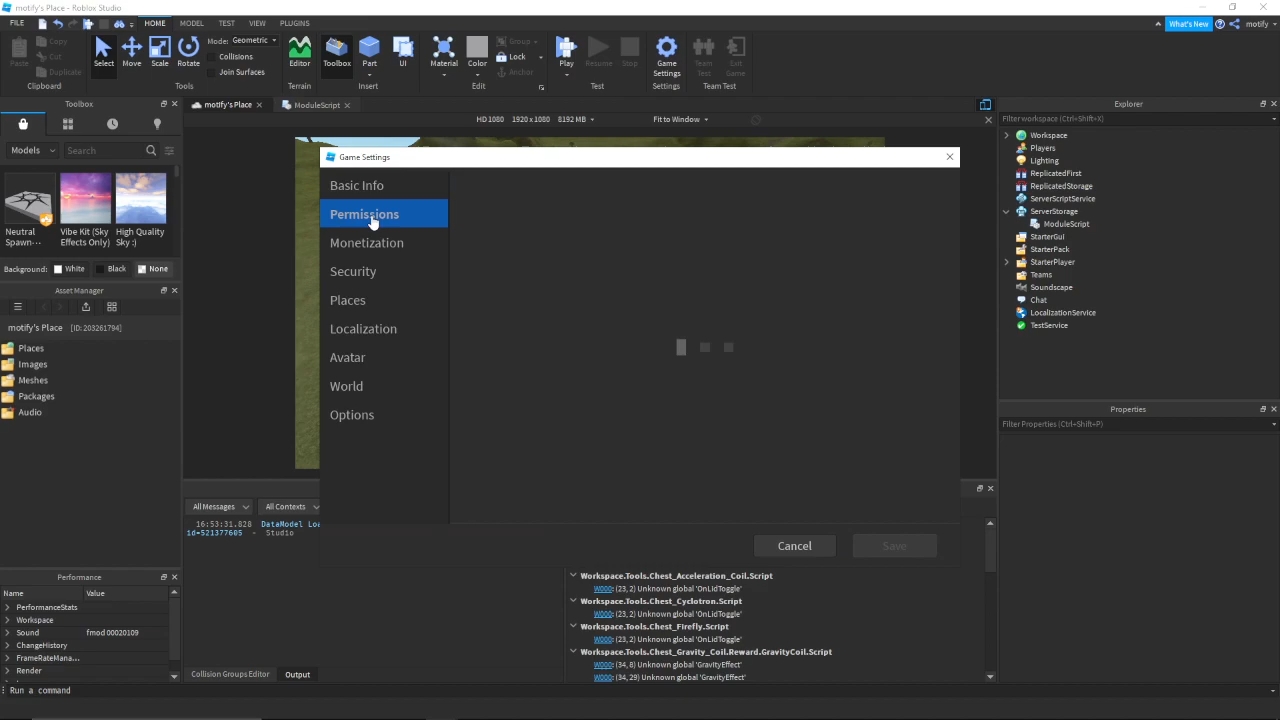 motify's Place - Roblox Studio
FILE HOME MODEL TEST VIEW PLUGINS What's New motify
Paste Copy Cut Duplicate Clipboard
Select Move Scale Rotate Mode: Geometric Collisions Join Surfaces Tools
Editor Terrain
Toolbox Part UI Insert
Material Color Group Lock Anchor Edit
Play Resume Stop Test
Game Settings Settings
Team Test Exit Game Team Test
Toolbox
motify's Place ModuleScript
Explorer
HD 1080 1920 x 1080 8192 MB Fit to Window
Filter workspace (Ctrl+Shift+X)
Models Search
Neutral Spawn...
Vibe Kit (Sky Effects Only)
High Quality Sky :)
Background: White Black None
Asset Manager
motify's Place [ID:203261794]
Places
Images
Meshes
Packages
Audio
Game Settings
Basic Info
Permissions
Monetization
Security
Places
Localization
Avatar
World
Options
Cancel Save
Workspace
Players
Lighting
ReplicatedFirst
ReplicatedStorage
ServerScriptService
ServerStorage
ModuleScript
StarterGui
StarterPack
StarterPlayer
Teams
Soundscape
Chat
LocalizationService
TestService
Properties
Filter Properties (Ctrl+Shift+P)
All Messages All Contexts
16:53:31.828 DataModel Loa
id=521377605 - Studio
Workspace.Tools.Chest_Acceleration_Coil.Script
W000: (23, 2) Unknown global 'OnLidToggle'
Workspace.Tools.Chest_Cyclotron.Script
W000: (23, 2) Unknown global 'OnLidToggle'
Workspace.Tools.Chest_Firefly.Script
W000: (23, 2) Unknown global 'OnLidToggle'
Workspace.Tools.Chest_Gravity_Coil.Reward.GravityCoil.Script
W000: (34, 8) Unknown global 'GravityEffect'
W000: (34, 29) Unknown global 'GravityEffect'
Performance
Name Value
PerformanceStats
Workspace
Sound fmod 00020109
ChangeHistory
FrameRateMana...
Render
Collision Groups Editor Output
Run a command